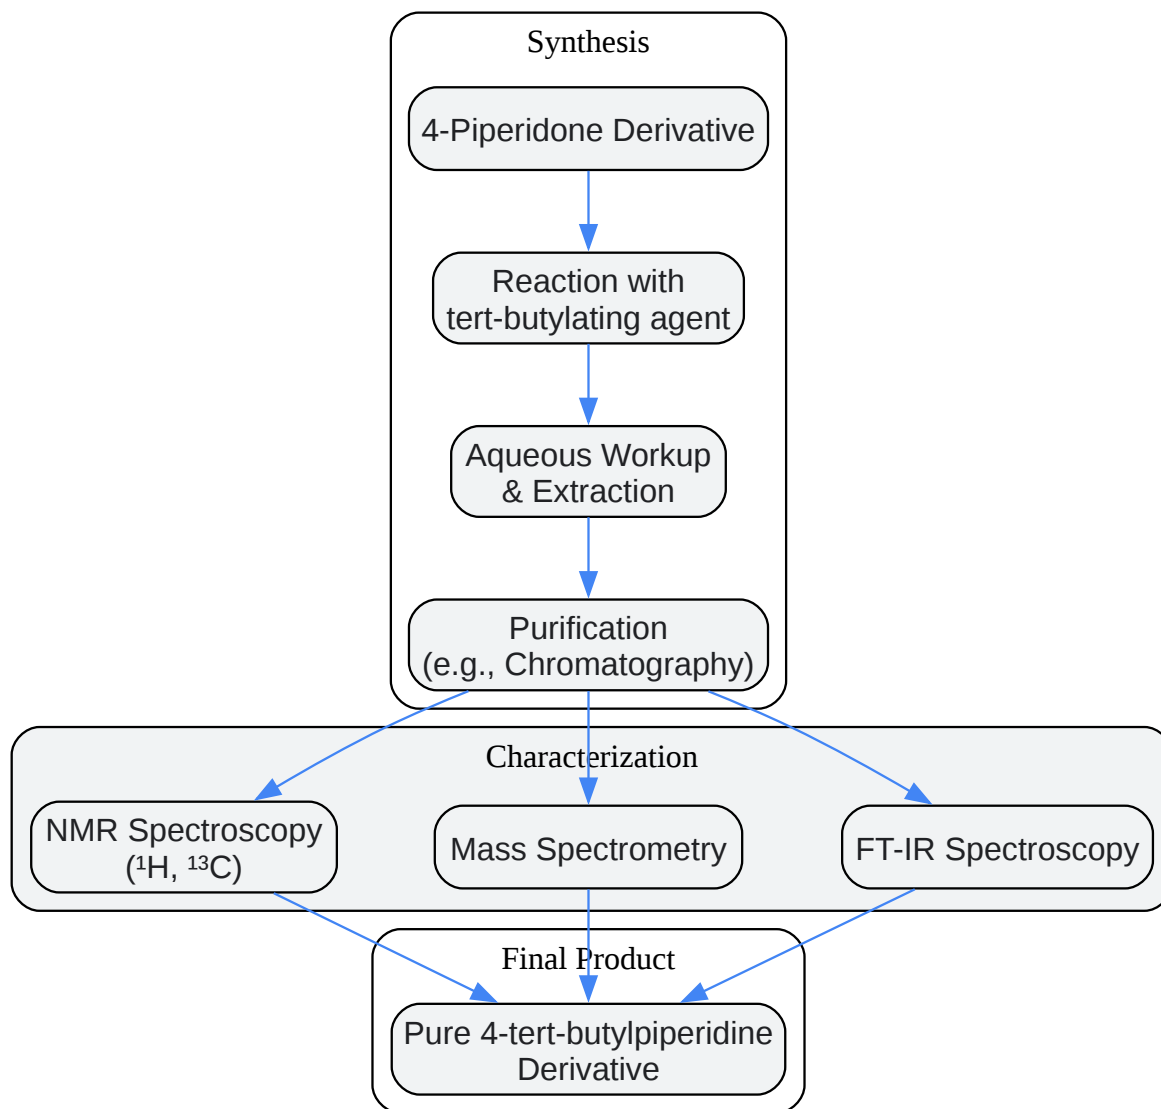 Synthesis
4-Piperidone Derivative
Reaction with
tert-butylating agent
Aqueous Workup
& Extraction
Purification
(e.g., Chromatography)
Characterization
NMR Spectroscopy
(¹H, ¹³C)
Mass Spectrometry
FT-IR Spectroscopy
Final Product
Pure 4-tert-butylpiperidine
Derivative